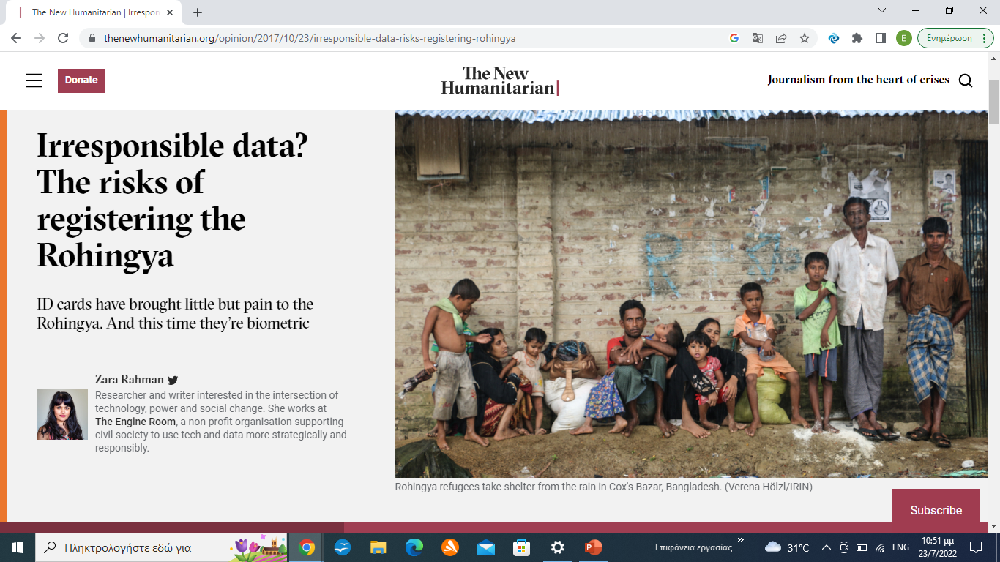 The New Humanitarian | Irrespon
thenewhumanitarian.org/opinion/2017/10/23/irresponsible-data-risks-registering-rohingya
E
Ενημέρωση
Donate
The New
Humanitarian
Journalism from the heart of crises
Irresponsible data?
The risks of
registering the
Rohingya
ID cards have brought little but pain to the
Rohingya. And this time they're biometric
Zara Rahman
Researcher and writer interested in the intersection of
technology, power and social change. She works at
The Engine Room, a non-profit organisation supporting
civil society to use tech and data more strategically and
responsibly.
R
Rohingya refugees take shelter from the rain in Cox's Bazar, Bangladesh. (Verena Hölzl/IRIN)
Subscribe
Πληκτρολογήστε εδώ για
Επιφάνεια εργασίας
31°C
ENG
10:51 μμ
23/7/2022